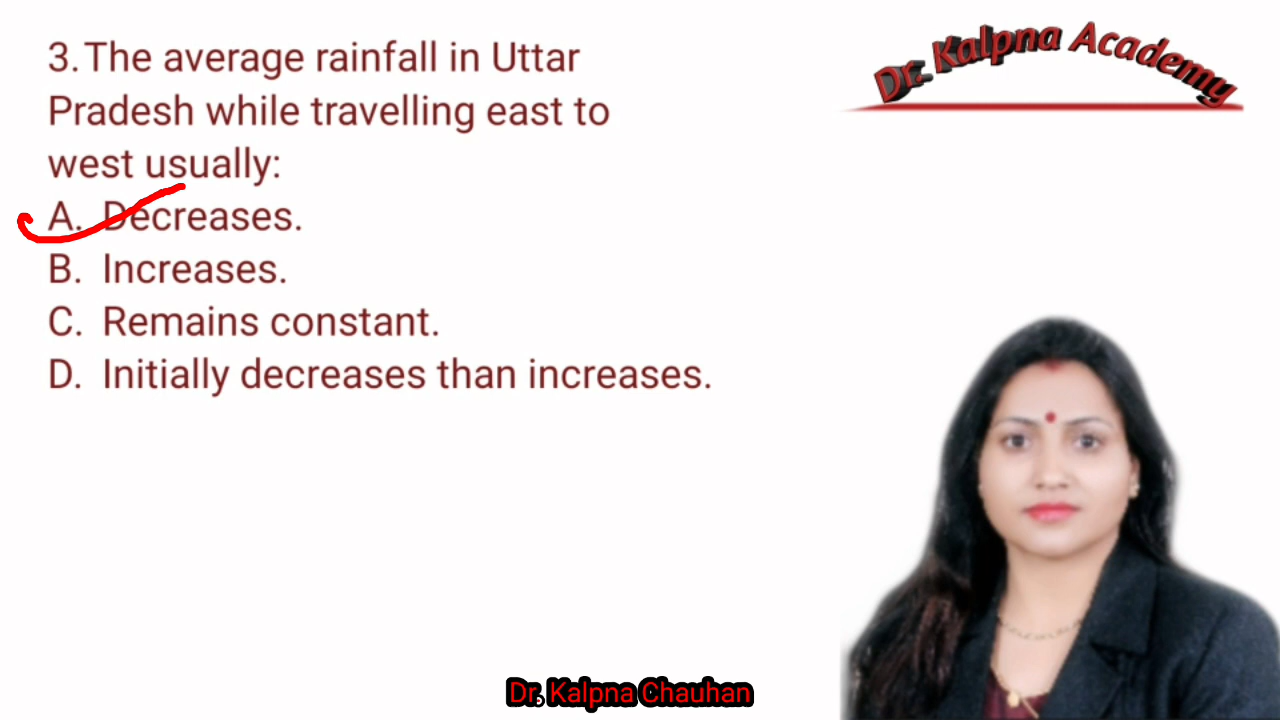 3. The average rainfall in Uttar
Pradesh while travelling east to
west usually:
A. Decreases.
B. Increases.
C. Remains constant.
D. Initially decreases than increases.
Dr. Kalpna Academy
Dr. Kalpna Chauhan